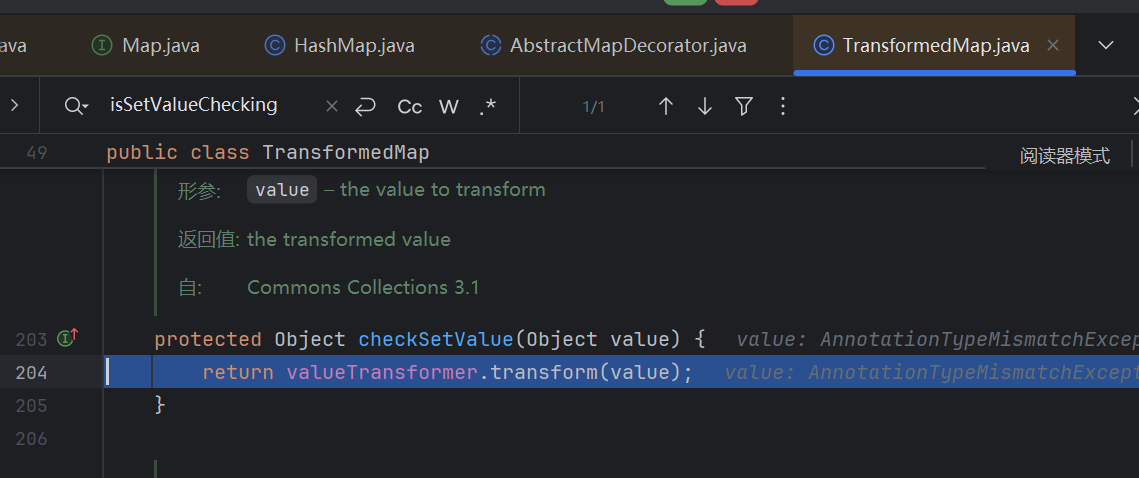 ava Map.java HashMap.java AbstractMapDecorator.java TransformedMap.java
isSetValueChecking Cc W .* 1/1
49 public class TransformedMap 阅读器模式
形参: value – the value to transform
返回值: the transformed value
自: Commons Collections 3.1
203 protected Object checkSetValue(Object value) { value: AnnotationTypeMismatchExcep
204 return valueTransformer.transform(value); value: AnnotationTypeMismatchExcept
205 }
206